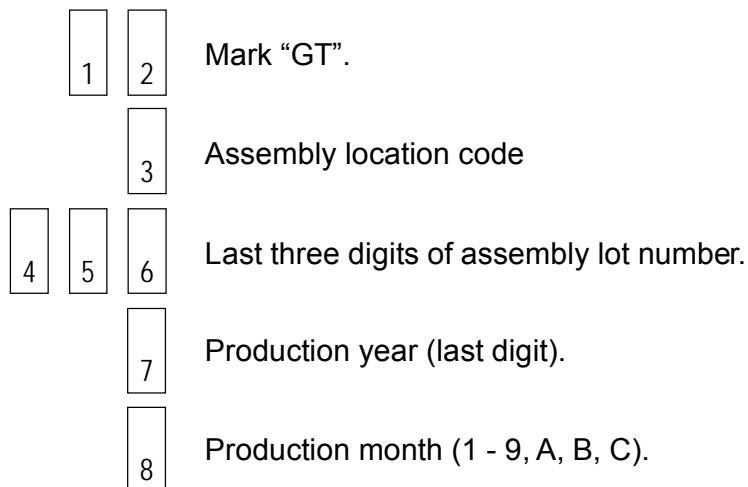 1 2 Mark “GT”.
3 Assembly location code
4 5 6 Last three digits of assembly lot number.
7 Production year (last digit).
8 Production month (1 - 9, A, B, C).